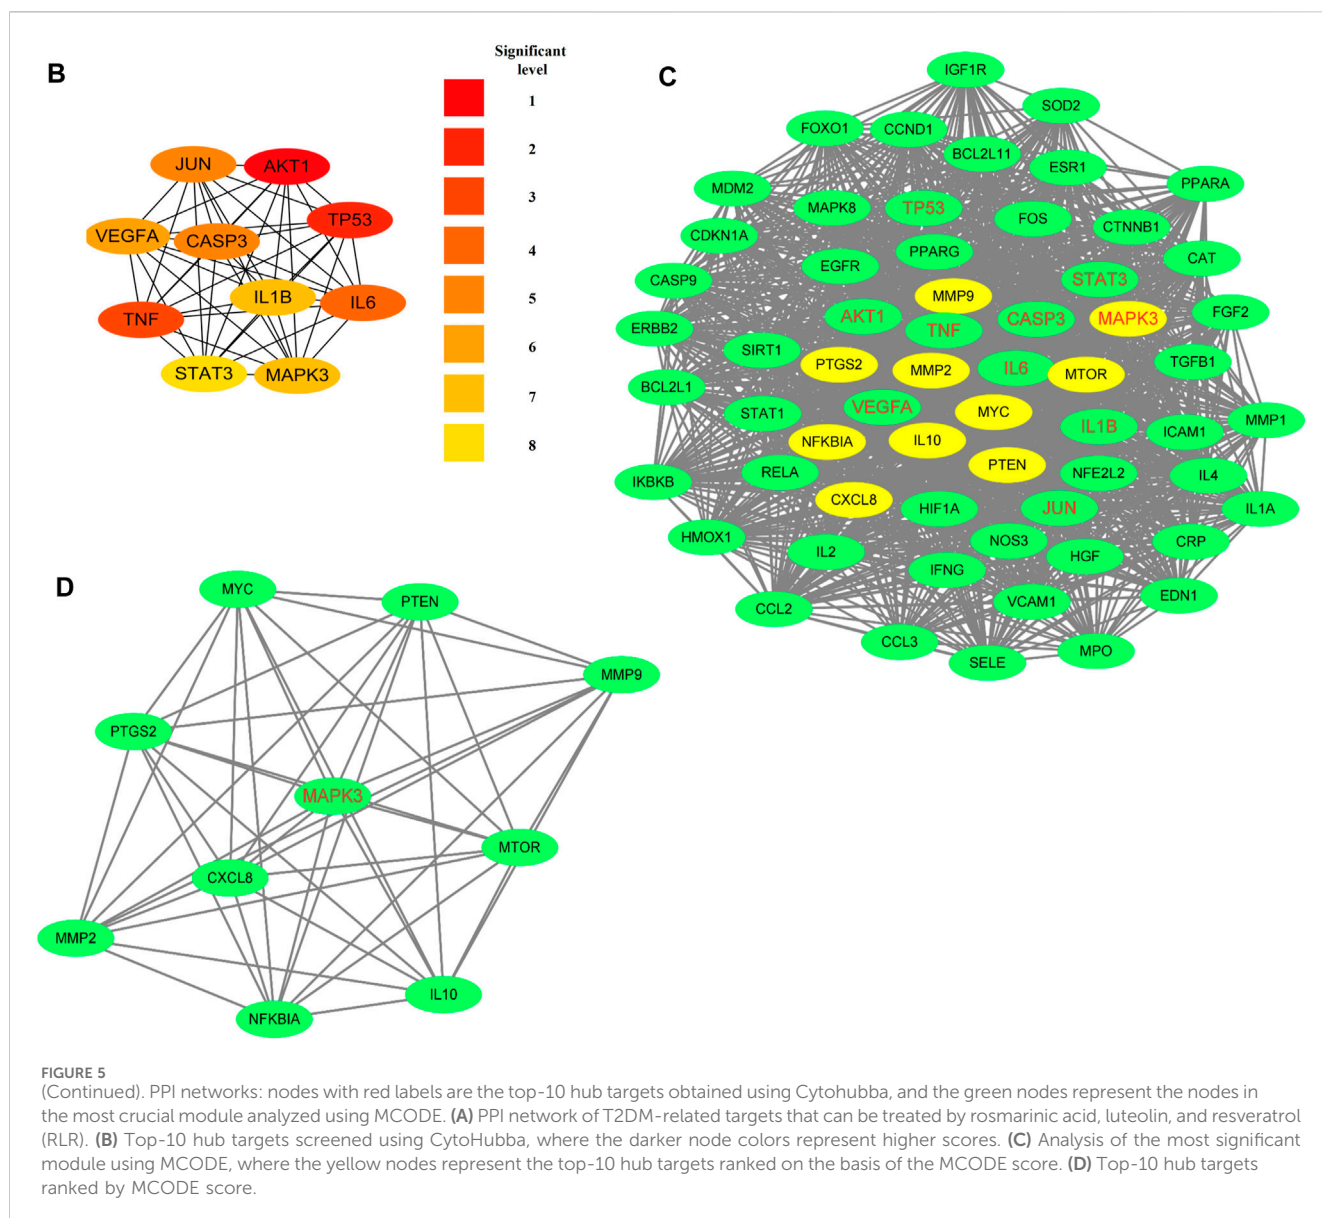 B
Significant
level
1
2
3
4
5
6
7
8
JUN
AKT1
TP53
VEGFA
CASP3
IL1B
IL6
TNF
STAT3
MAPK3
C
IGF1R
SOD2
FOXO1
CCND1
BCL2L11
ESR1
PPARA
MDM2
MAPK8
TP53
FOS
CTNNB1
CDKN1A
PPARG
CAT
EGFR
CASP9
STAT3
MMP9
FGF2
ERBB2
AKT1
TNF
CASP3
MAPK3
SIRT1
PTGS2
MMP2
IL6
MTOR
TGFB1
BCL2L1
STAT1
VEGFA
MYC
IL1B
ICAM1
MMP1
NFKBIA
IL10
PTEN
NFE2L2
IL4
IKBKB
RELA
CXCL8
HIF1A
JUN
IL1A
HMOX1
IL2
NOS3
HGF
CRP
IFNG
CCL2
VCAM1
EDN1
CCL3
SELE
MPO
D
MYC
PTEN
MMP9
PTGS2
MAPK3
MTOR
CXCL8
MMP2
IL10
NFKBIA
FIGURE 5
(Continued). PPI networks: nodes with red labels are the top-10 hub targets obtained using Cytohubba, and the green nodes represent the nodes in
the most crucial module analyzed using MCODE. (A) PPI network of T2DM-related targets that can be treated by rosmarinic acid, luteolin, and resveratrol
(RLR). (B) Top-10 hub targets screened using CytoHubba, where the darker node colors represent higher scores. (C) Analysis of the most significant
module using MCODE, where the yellow nodes represent the top-10 hub targets ranked on the basis of the MCODE score. (D) Top-10 hub targets
ranked by MCODE score.